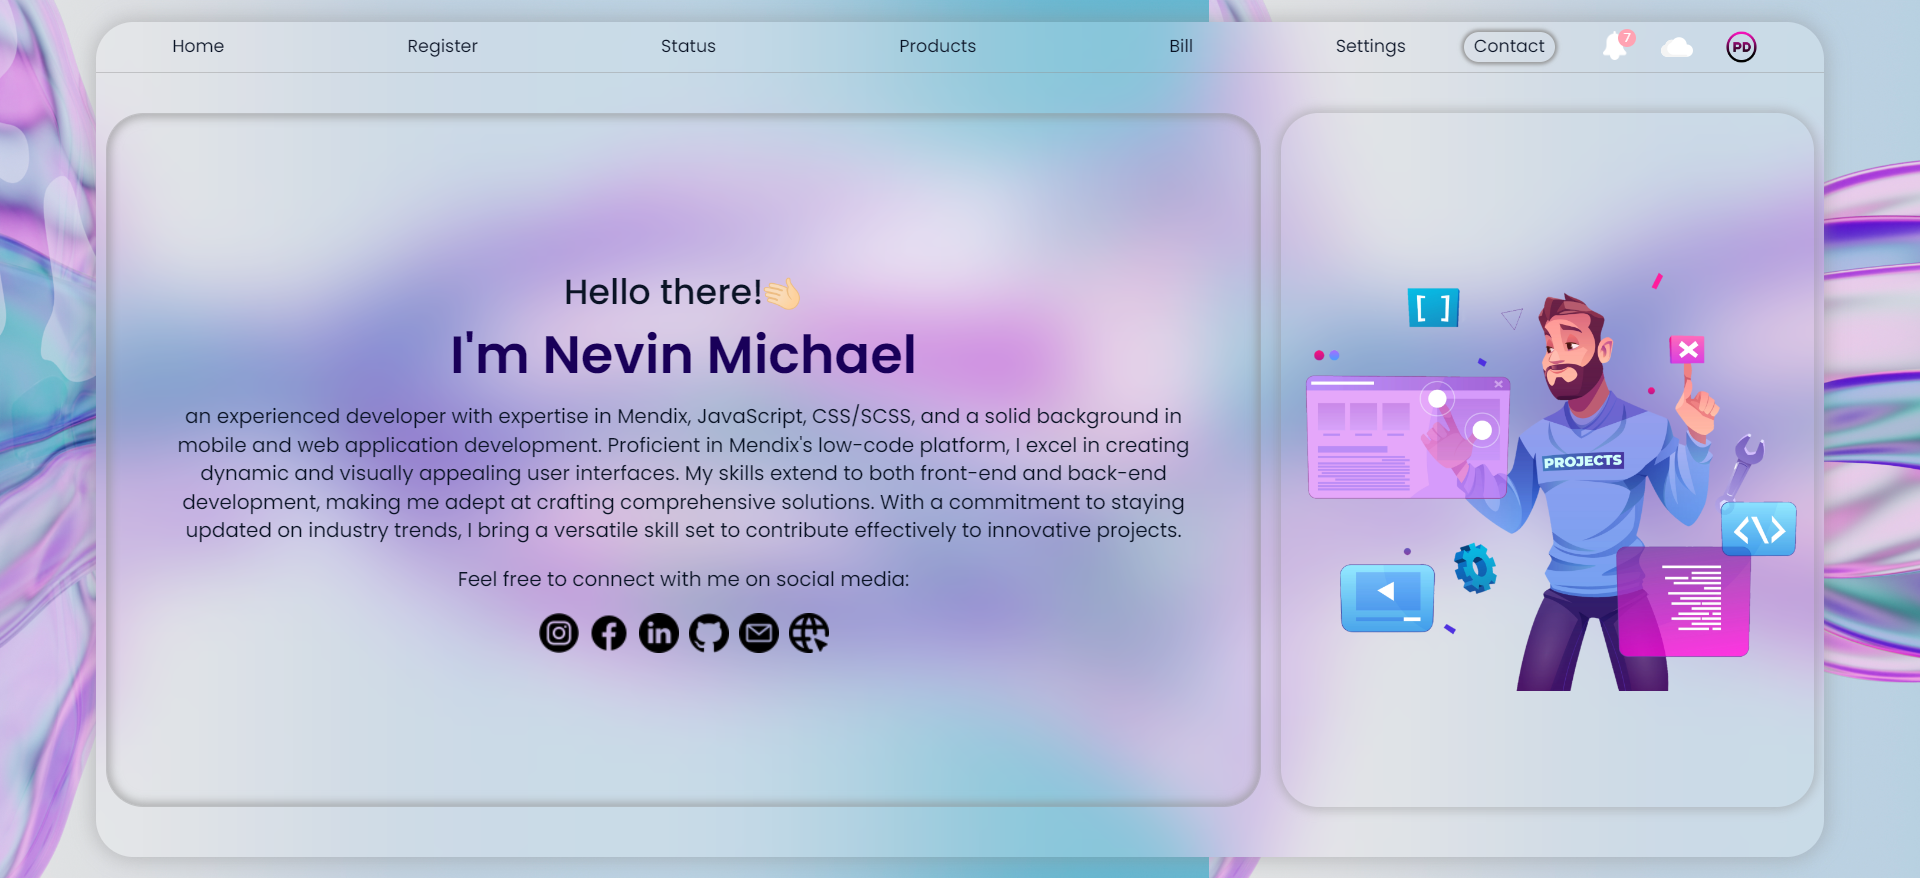 Home Register Status Products Bill Settings Contact 7 PD
Hello there!👋🏻
I'm Nevin Michael
an experienced developer with expertise in Mendix, JavaScript, CSS/SCSS, and a solid background in
mobile and web application development. Proficient in Mendix's low-code platform, I excel in creating
dynamic and visually appealing user interfaces. My skills extend to both front-end and back-end
development, making me adept at crafting comprehensive solutions. With a commitment to staying
updated on industry trends, I bring a versatile skill set to contribute effectively to innovative projects.
Feel free to connect with me on social media:
in
[ ]
PROJECTS
<\>